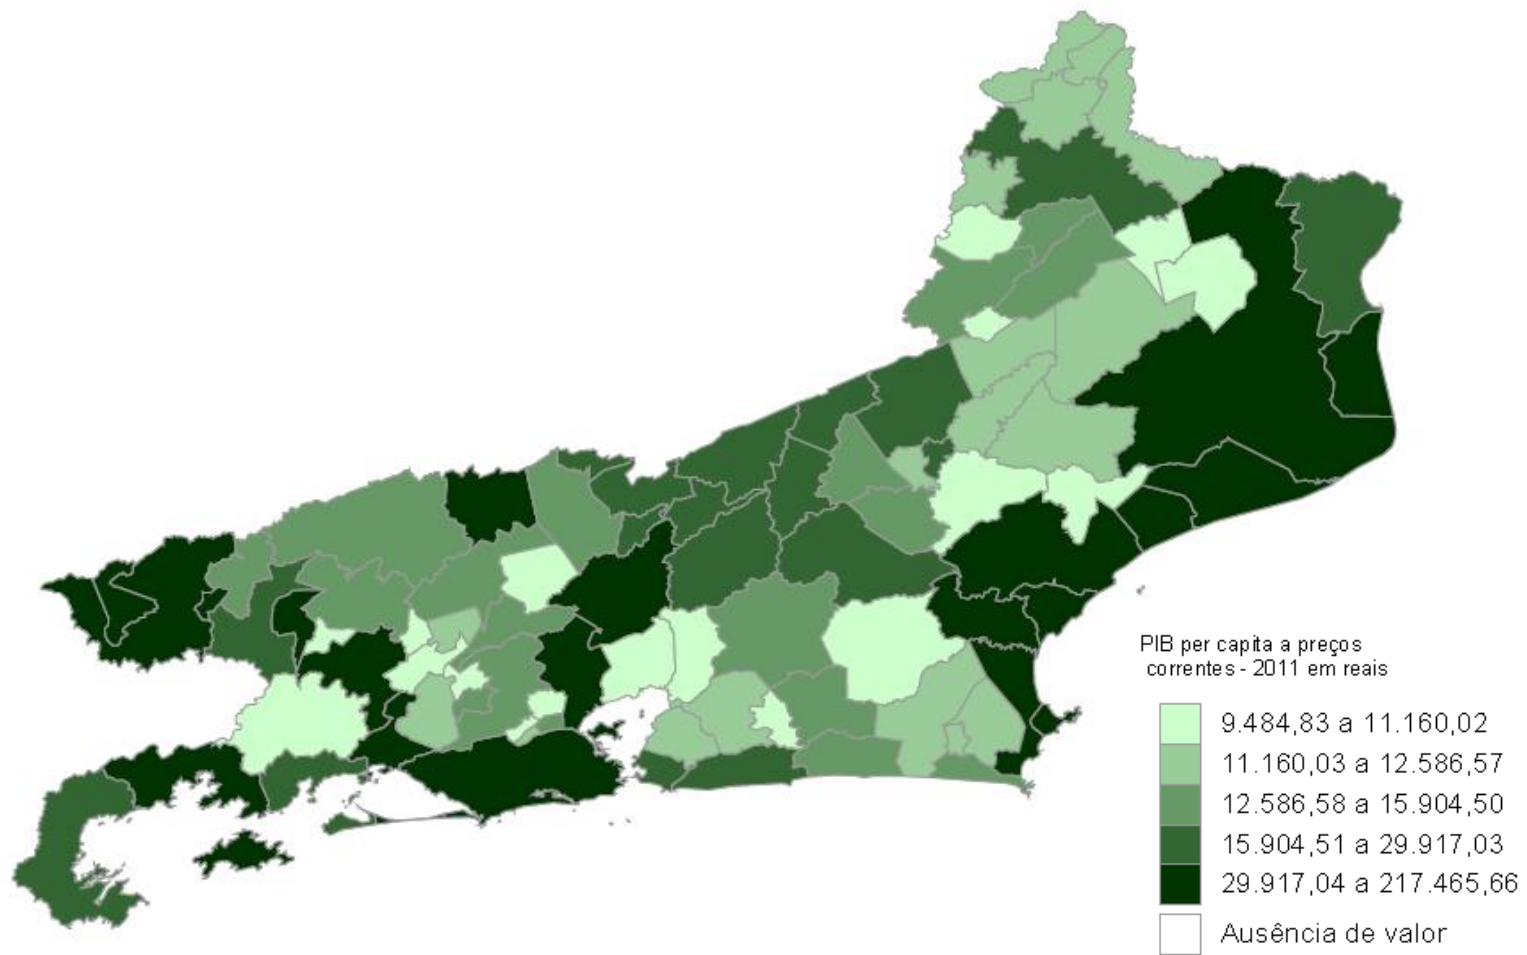 PIB per capita a preços
correntes - 2011 em reais
9.484,83 a 11.160,02
11.160,03 a 12.586,57
12.586,58 a 15.904,50
15.904,51 a 29.917,03
29.917,04 a 217.465,66
Ausência de valor